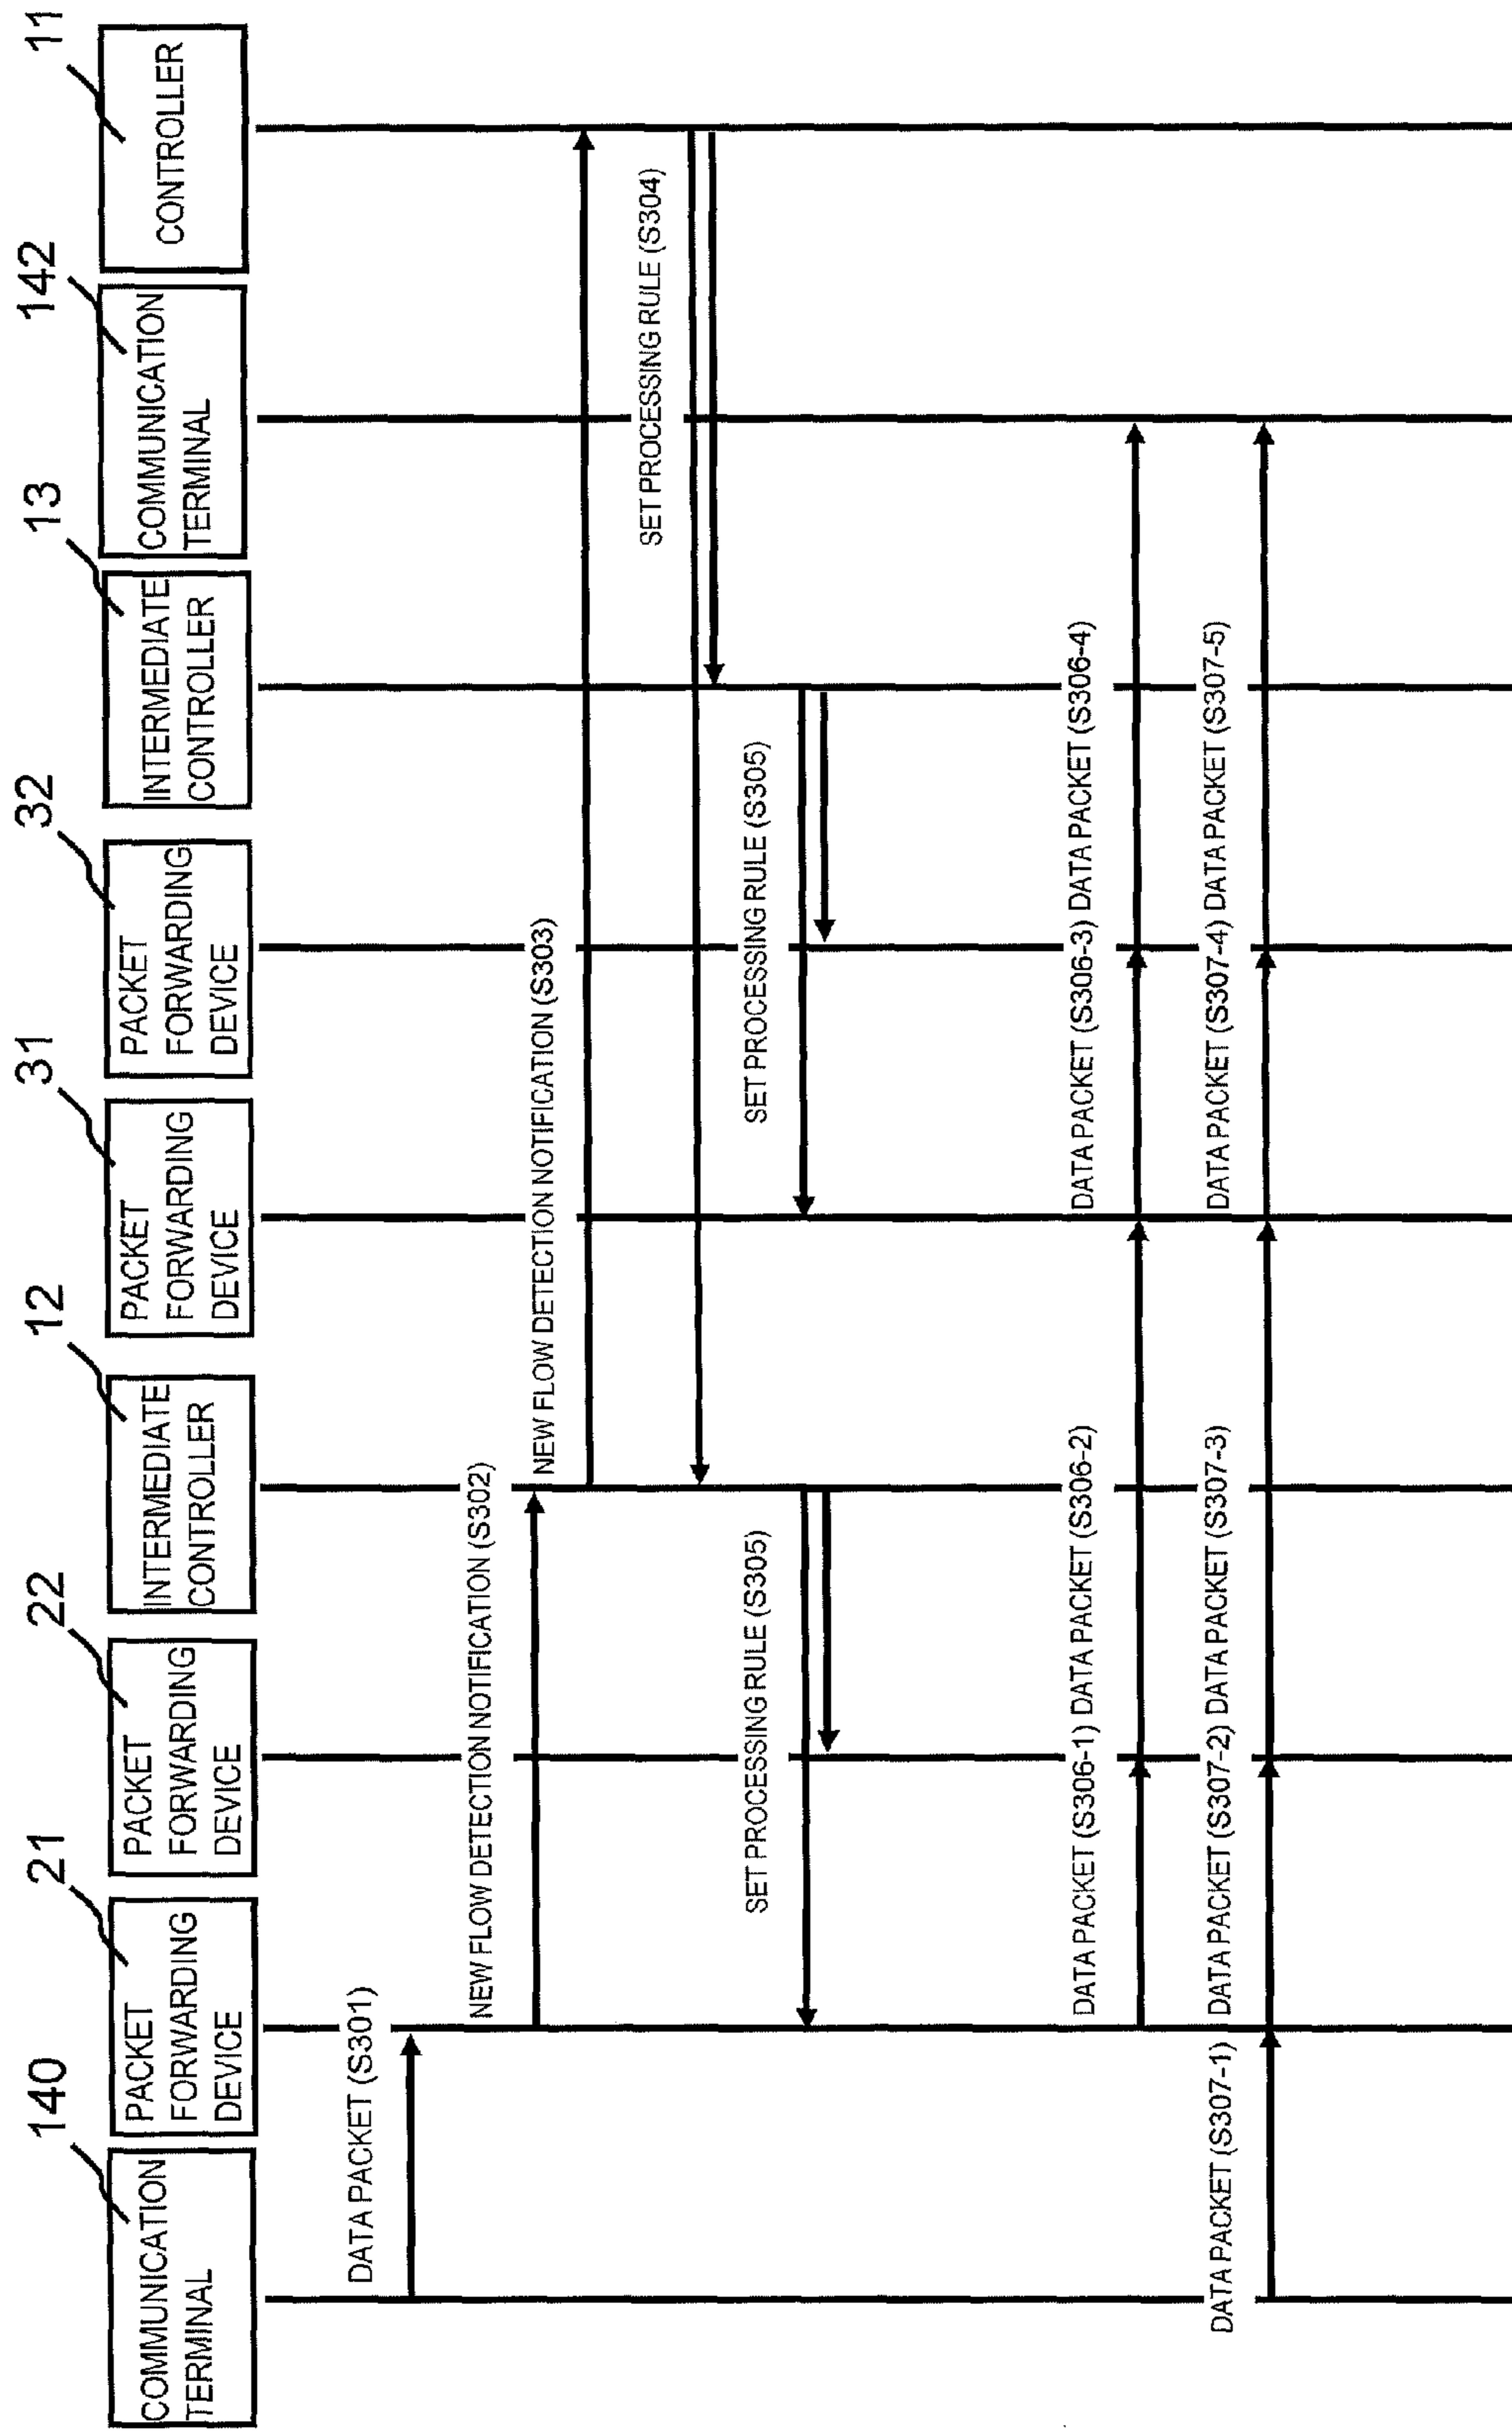 140
21
22
12
31
32
13
142
11
COMMUNICATION
TERMINAL
PACKET
FORWARDING
DEVICE
PACKET
FORWARDING
DEVICE
INTERMEDIATE
CONTROLLER
PACKET
FORWARDING
DEVICE
PACKET
FORWARDING
DEVICE
INTERMEDIATE
CONTROLLER
COMMUNICATION
TERMINAL
CONTROLLER
DATA PACKET (S301)
NEW FLOW DETECTION NOTIFICATION (S302)
NEW FLOW DETECTION NOTIFICATION (S303)
SET PROCESSING RULE (S304)
SET PROCESSING RULE (S305)
SET PROCESSING RULE (S305)
DATA PACKET (S306-1) DATA PACKET (S306-2)
DATA PACKET (S306-3) DATA PACKET (S306-4)
DATA PACKET (S307-1)
DATA PACKET (S307-2) DATA PACKET (S307-3)
DATA PACKET (S307-4) DATA PACKET (S307-5)